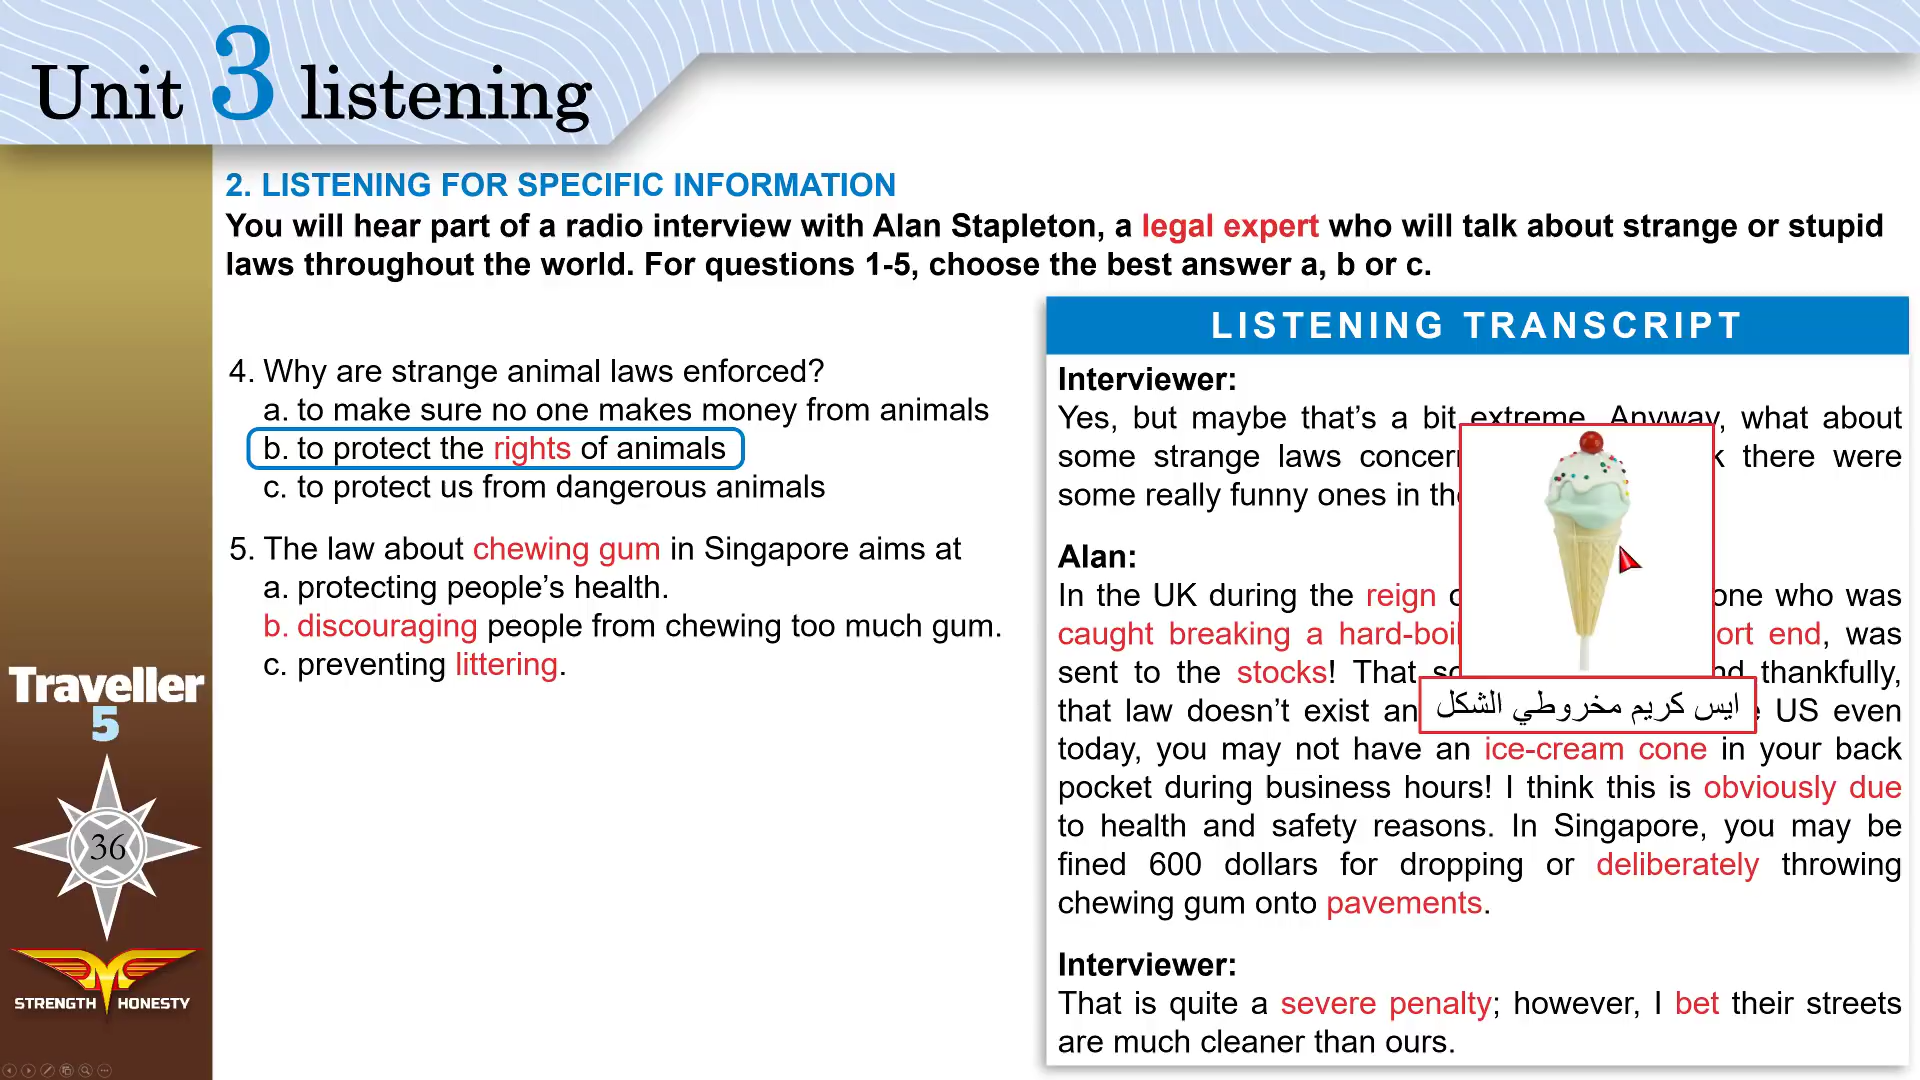 Unit 3 listening
2. LISTENING FOR SPECIFIC INFORMATION
You will hear part of a radio interview with Alan Stapleton, a legal expert who will talk about strange or stupid
laws throughout the world. For questions 1-5, choose the best answer a, b or c.
4. Why are strange animal laws enforced?
a. to make sure no one makes money from animals
b. to protect the rights of animals
c. to protect us from dangerous animals
5. The law about chewing gum in Singapore aims at
a. protecting people’s health.
b. discouraging people from chewing too much gum.
c. preventing littering.
LISTENING TRANSCRIPT
Interviewer:
Yes, but maybe that’s a bit extreme. Anyway, what about
some strange laws there were
some really funny ones in
Alan:
In the UK during the reign one who was
caught breaking a end, was
sent to the stocks! That thankfully,
that law doesn’t exist US even
today, you may not have an ice-cream cone in your back
pocket during business hours! I think this is obviously due
to health and safety reasons. In Singapore, you may be
fined 600 dollars for dropping or deliberately throwing
chewing gum onto pavements.
Interviewer:
That is quite a severe penalty; however, I bet their streets
are much cleaner than ours.
ايس كريم مخروطي الشكل
Traveller
5
36
STRENGTH HONESTY